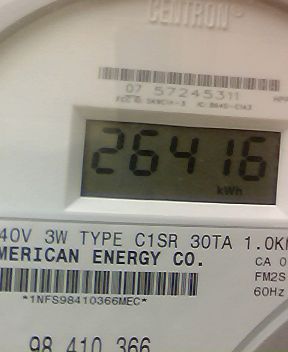 CENTRON®
07 57245311
26416
kWh
40V 3W TYPE C1SR 30TA 1.0K
MERICAN ENERGY CO.
CA 0
FM2S
*1NFS98410366MEC*
60Hz
98 410 366